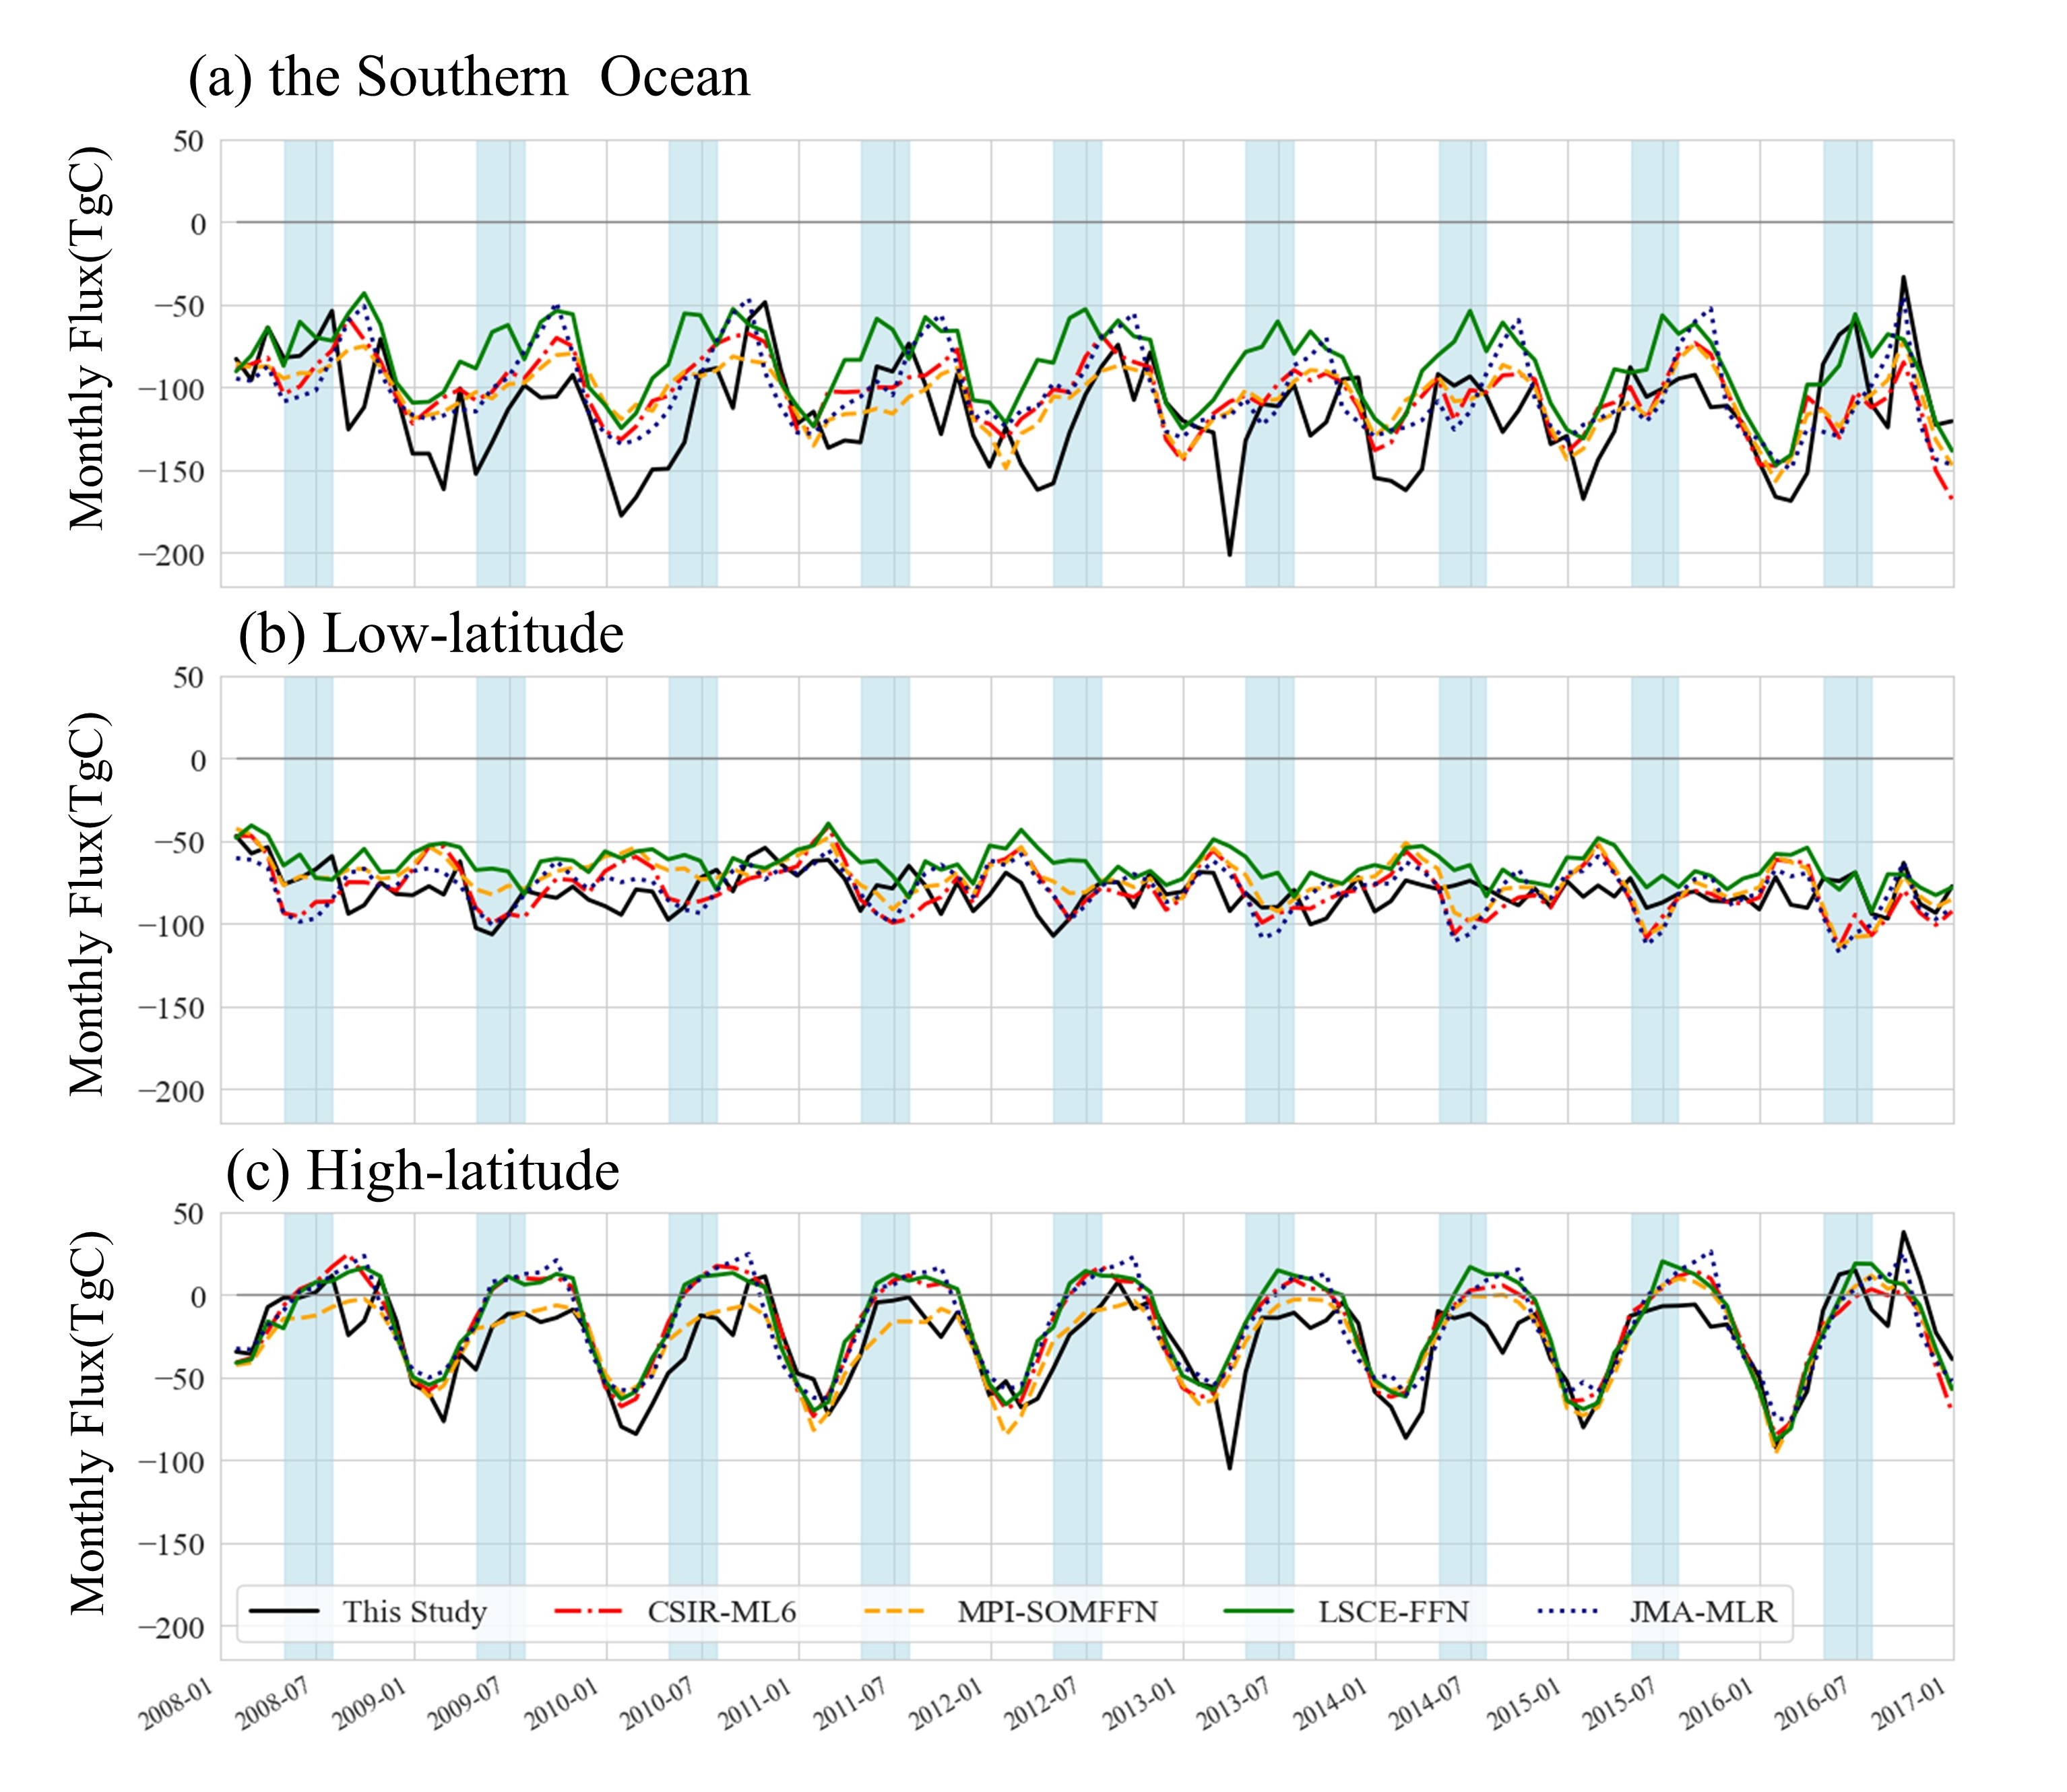 (a) the Southern Ocean
Monthly Flux(TgC)
50
0
−50
−100
−150
−200
(b) Low-latitude
Monthly Flux(TgC)
50
0
−50
−100
−150
−200
(c) High-latitude
Monthly Flux(TgC)
50
0
−50
−100
−150
−200
This Study CSIR-ML6 MPI-SOMFFN LSCE-FFN JMA-MLR
2008-01 2008-07 2009-01 2009-07 2010-01 2010-07 2011-01 2011-07 2012-01 2012-07 2013-01 2013-07 2014-01 2014-07 2015-01 2015-07 2016-01 2016-07 2017-01